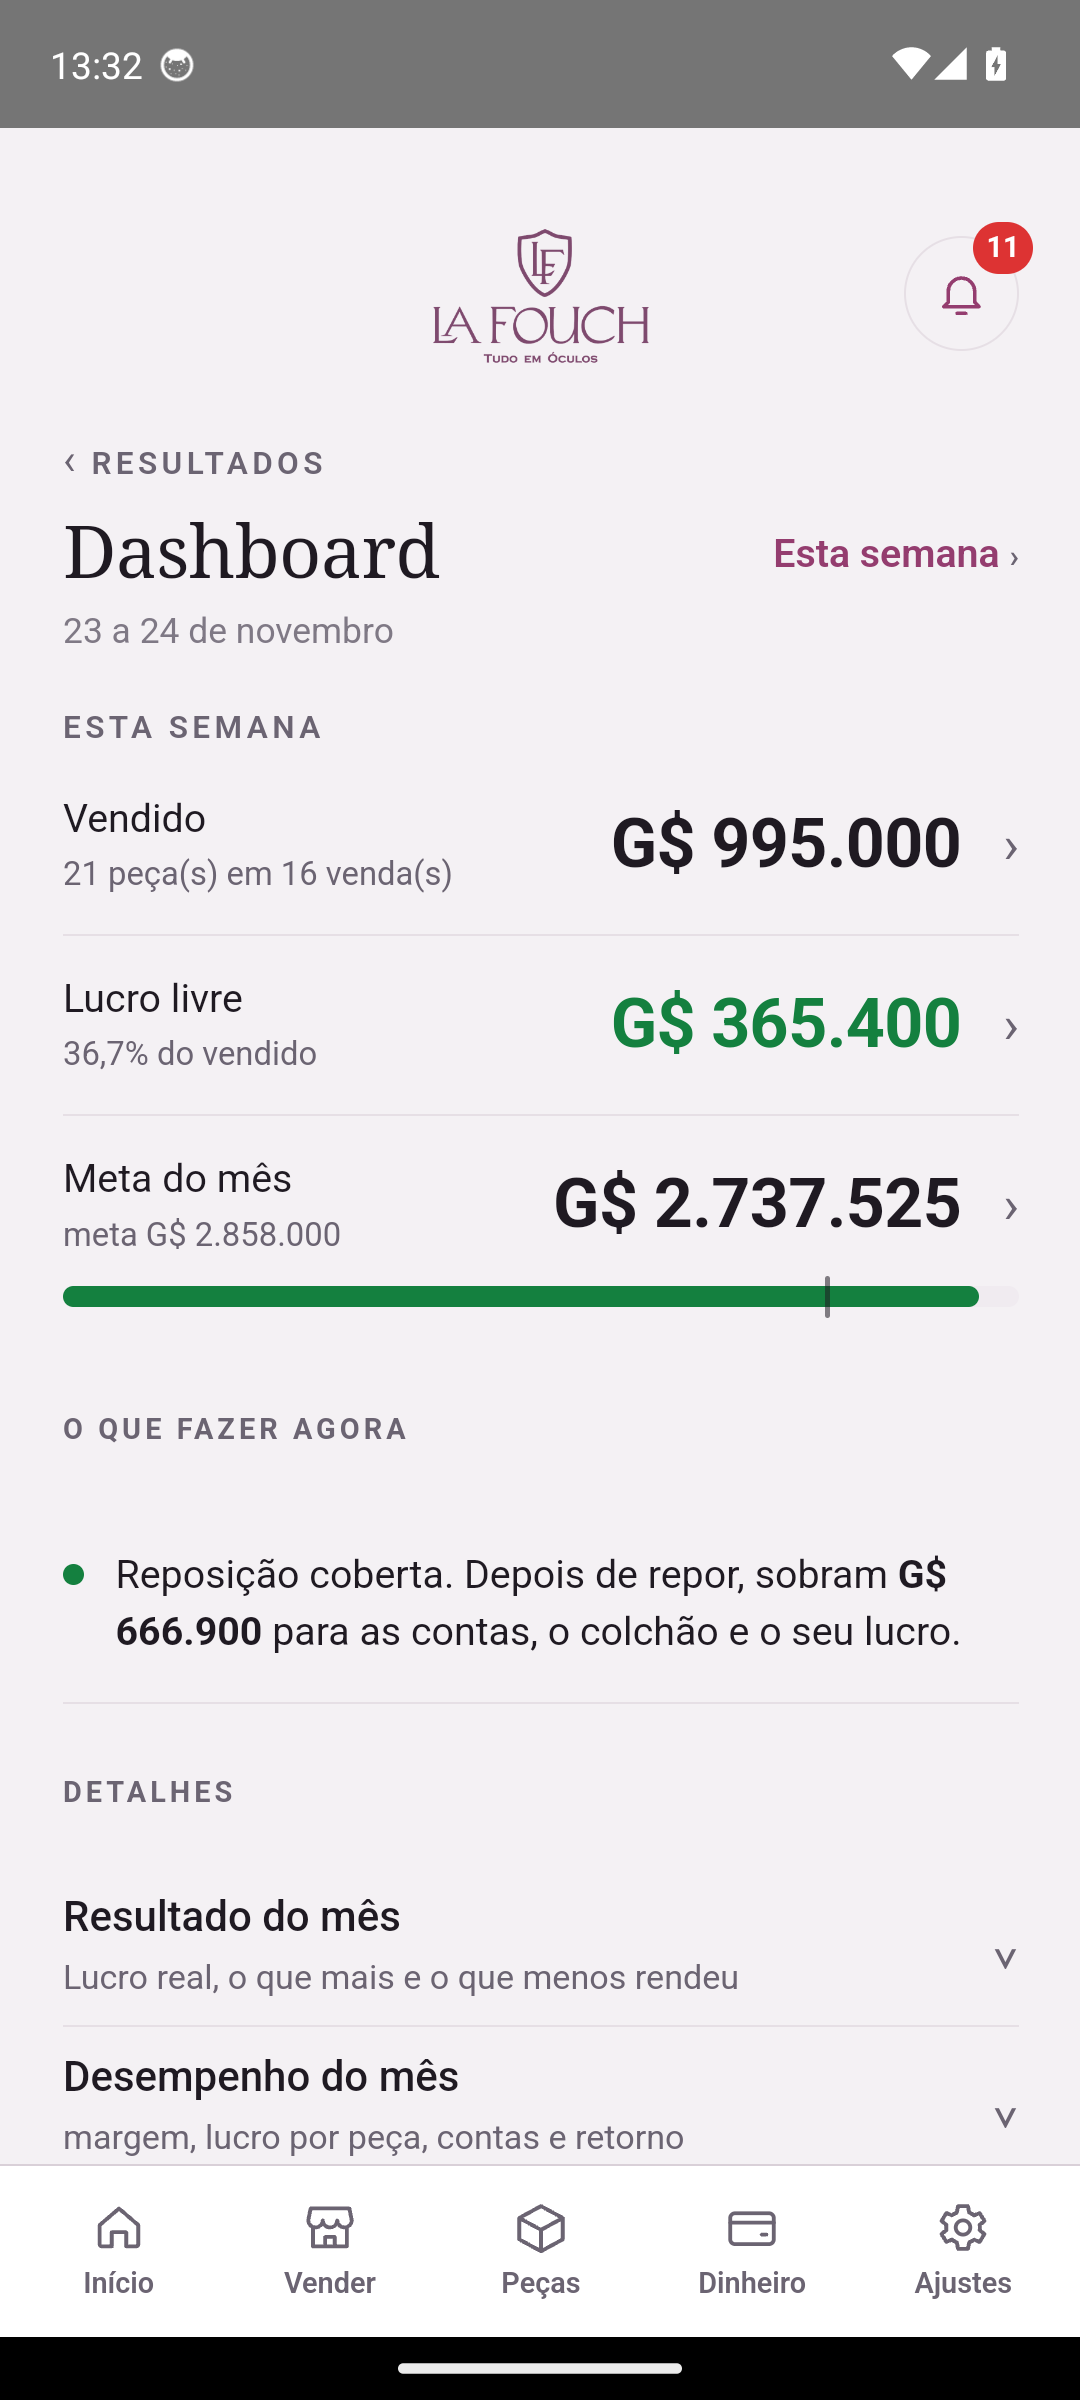 13:32
11
LF
LA FOUCH
TUDO EM ÓCULOS
‹ RESULTADOS
Dashboard
Esta semana ›
23 a 24 de novembro
ESTA SEMANA
Vendido
G$ 995.000 ›
21 peça(s) em 16 venda(s)
Lucro livre
G$ 365.400 ›
36,7% do vendido
Meta do mês
G$ 2.737.525 ›
meta G$ 2.858.000
O QUE FAZER AGORA
Reposição coberta. Depois de repor, sobram G$
666.900 para as contas, o colchão e o seu lucro.
DETALHES
Resultado do mês
Lucro real, o que mais e o que menos rendeu
Desempenho do mês
margem, lucro por peça, contas e retorno
Início
Vender
Peças
Dinheiro
Ajustes